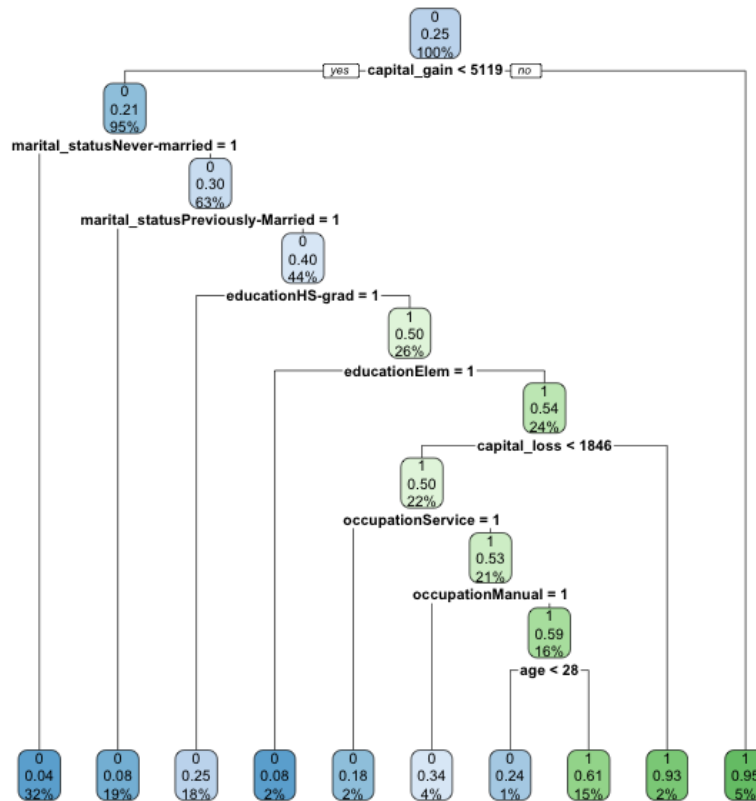 0
0.25
100%
yes capital_gain < 5119 no
0
0.21
95%
marital_statusNever-married = 1
0
0.30
63%
marital_statusPreviously-Married = 1
0
0.40
44%
educationHS-grad = 1
1
0.50
26%
educationElem = 1
1
0.54
24%
capital_loss < 1846
1
0.50
22%
occupationService = 1
1
0.53
21%
occupationManual = 1
1
0.59
16%
age < 28
0 0 0 0 0 0 0 1 1 1
0.04 0.08 0.25 0.08 0.18 0.34 0.24 0.61 0.93 0.95
32% 19% 18% 2% 2% 4% 1% 15% 2% 5%